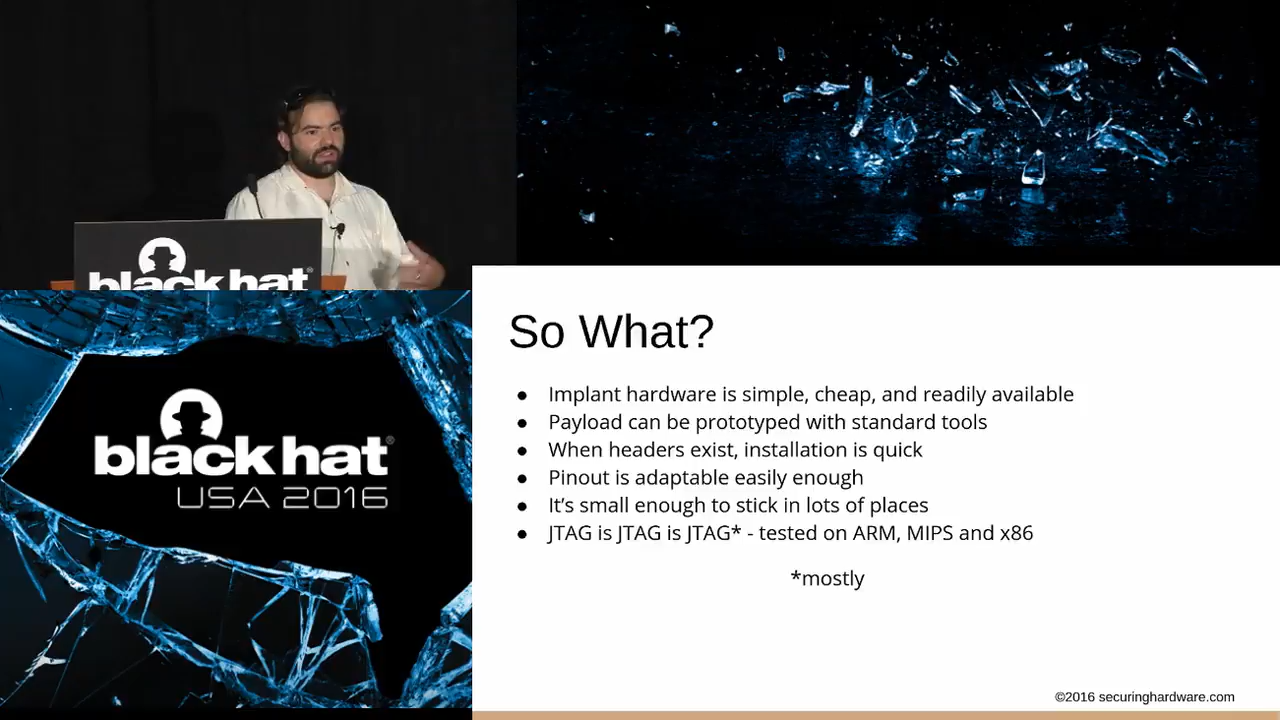 black hat®
black hat®
USA 2016
So What?
● Implant hardware is simple, cheap, and readily available
● Payload can be prototyped with standard tools
● When headers exist, installation is quick
● Pinout is adaptable easily enough
● It's small enough to stick in lots of places
● JTAG is JTAG is JTAG* - tested on ARM, MIPS and x86
*mostly
©2016 securinghardware.com